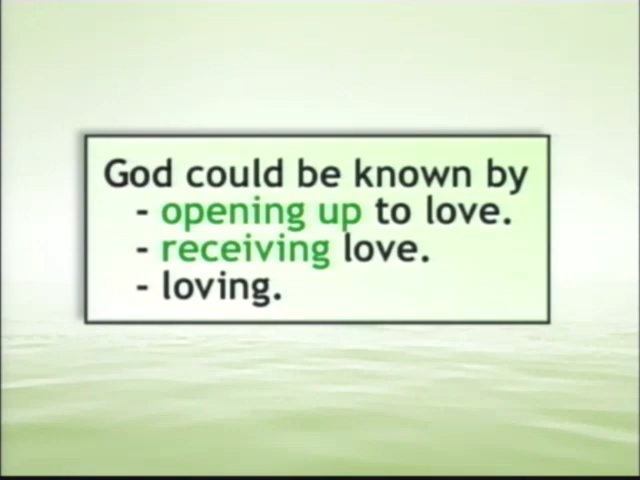 God could be known by
- opening up to love.
- receiving love.
- loving.